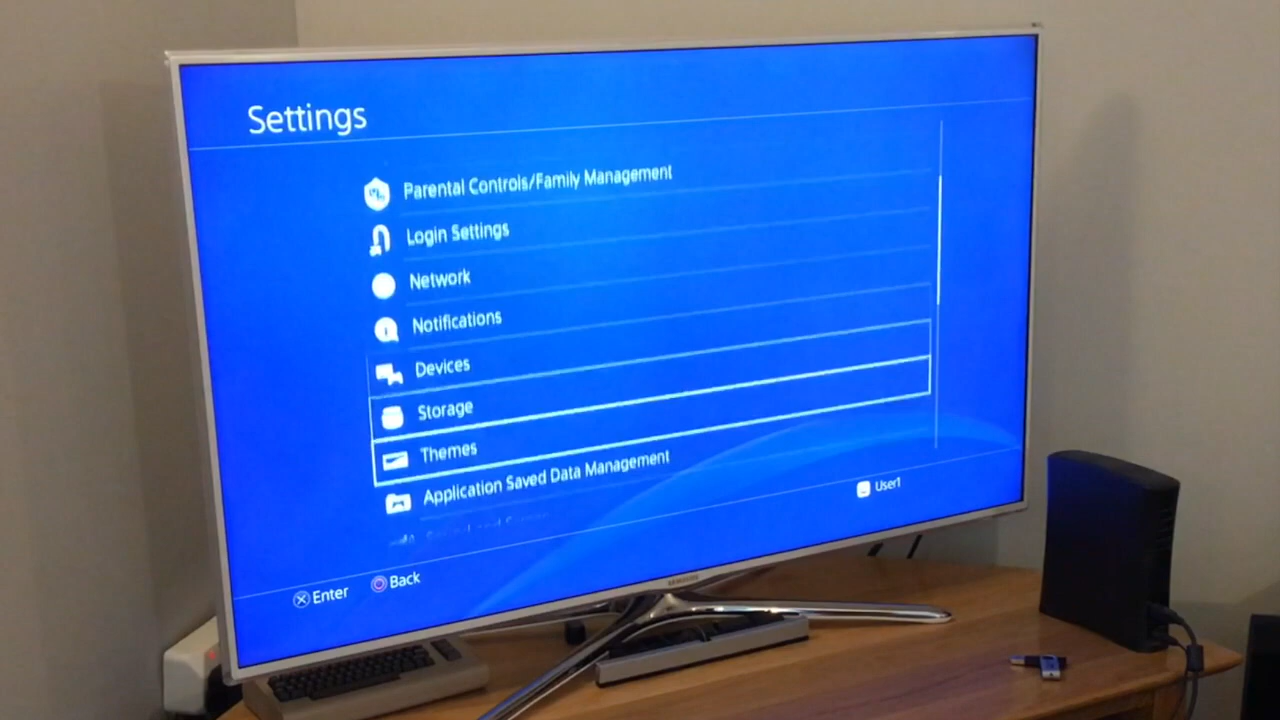 Settings
Parental Controls/Family Management
Login Settings
Network
Notifications
Devices
Storage
Themes
Application Saved Data Management
User1
Enter
Back
SAMSUNG